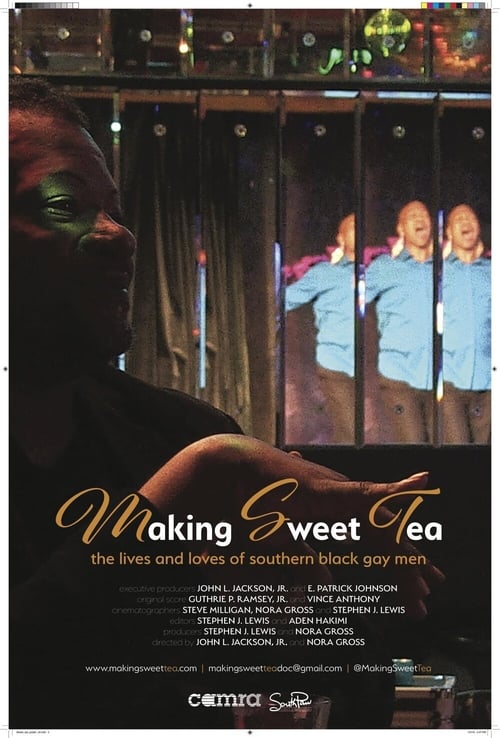 Making Sweet Tea
the lives and loves of southern black gay men
executive producers JOHN L. JACKSON, JR. and E. PATRICK JOHNSON
original score GUTHRIE P. RAMSEY, JR. and VINCE ANTHONY
cinematographers STEVE MILLIGAN, NORA GROSS and STEPHEN J. LEWIS
editors STEPHEN J. LEWIS and ADEN HAKIMI
producers STEPHEN J. LEWIS and NORA GROSS
directed by JOHN L. JACKSON, JR. and NORA GROSS
www.makingsweettea.com | makingsweetteadoc@gmail.com | @MakingSweetTea
camra SouthPaw